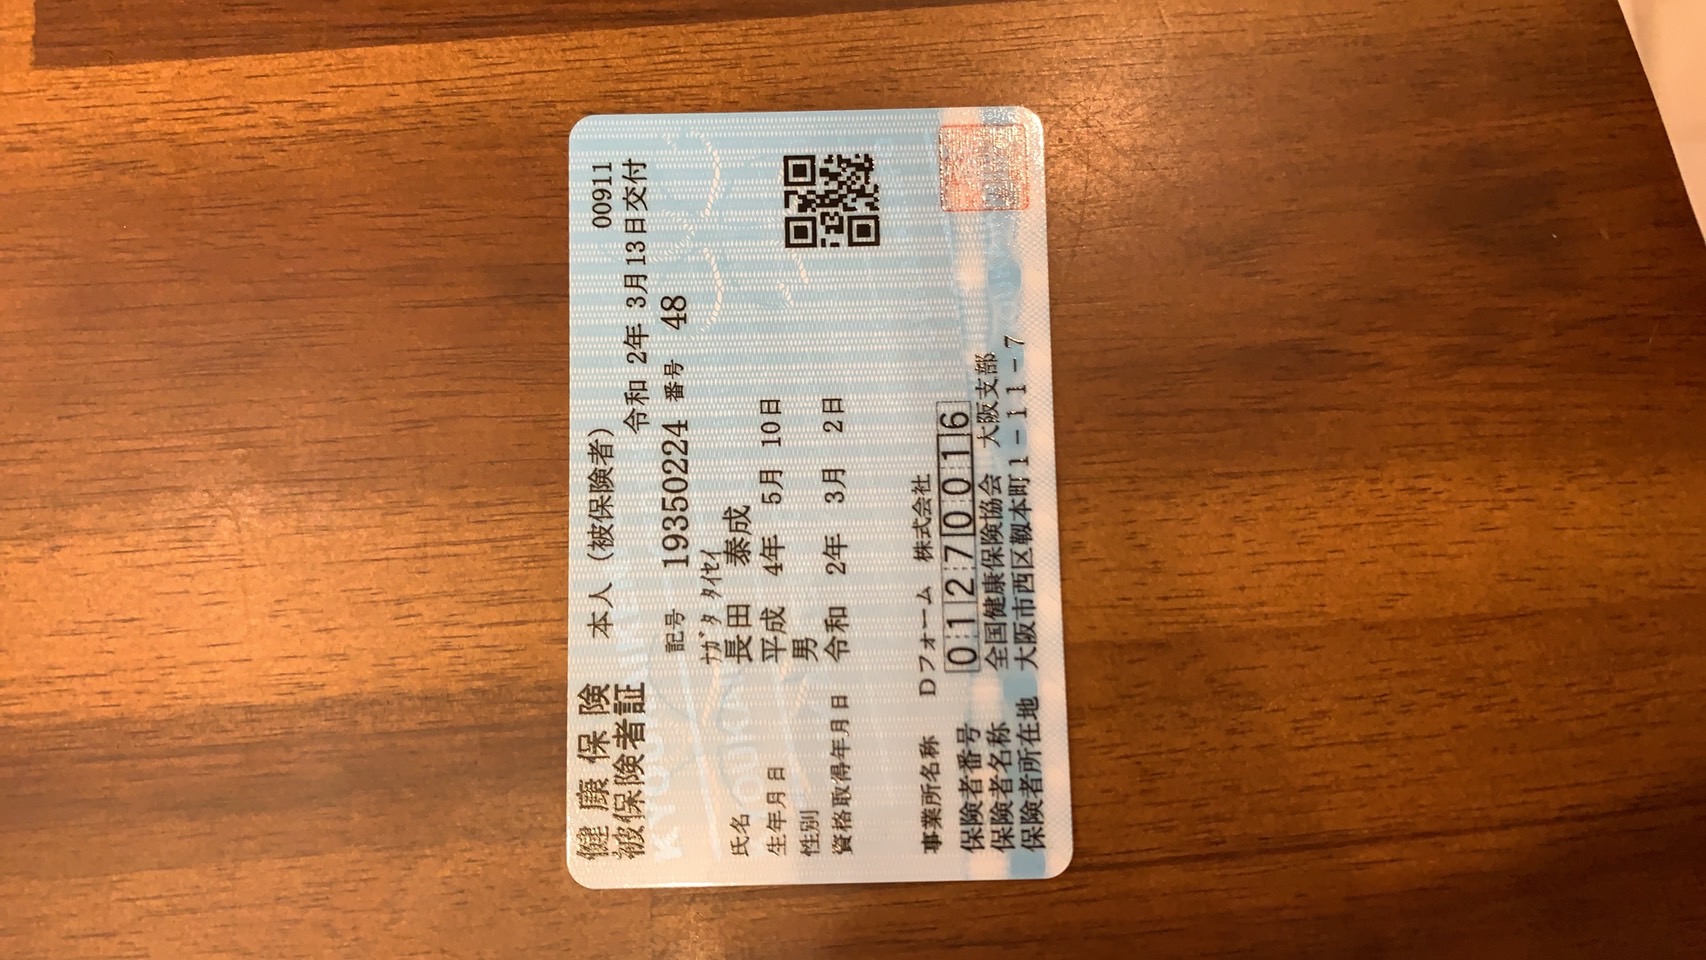 健康保険 本人（被保険者） 00911
被保険者証 令和 2年 3月13日交付
記号 19350224 番号 48
ﾅｶﾞﾀ ﾀｲｾｲ
氏名 長田 泰成
生年月日 平成 4年 5月 10日
性別 男
資格取得年月日 令和 2年 3月 2日
事業所名称 Dフォーム 株式会社
保険者番号 01270016
保険者名称 全国健康保険協会 大阪支部
保険者所在地 大阪市西区靱本町1-11-7